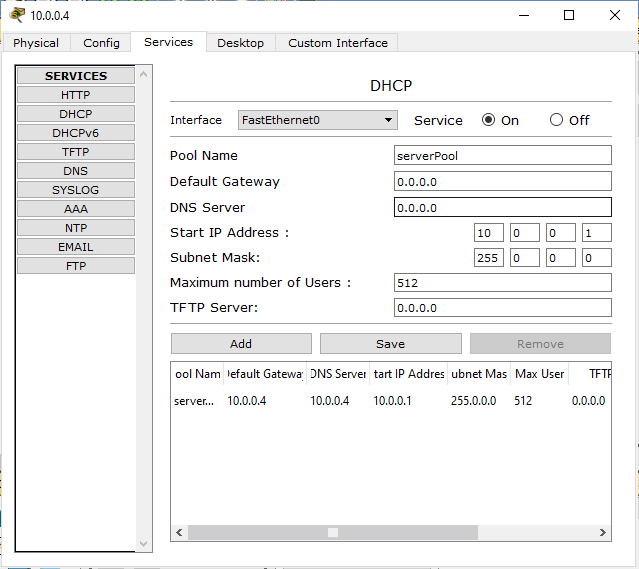 10.0.0.4
Physical Config Services Desktop Custom Interface
SERVICES
HTTP
DHCP
DHCPv6
TFTP
DNS
SYSLOG
AAA
NTP
EMAIL
FTP
DHCP
Interface FastEthernet0 Service On Off
Pool Name serverPool
Default Gateway 0.0.0.0
DNS Server 0.0.0.0
Start IP Address : 10 0 0 1
Subnet Mask: 255 0 0 0
Maximum number of Users : 512
TFTP Server: 0.0.0.0
Add Save Remove
ool Nam efault Gateway DNS Server tart IP Addres ubnet Mas Max User TFTP
server... 10.0.0.4 10.0.0.4 10.0.0.1 255.0.0.0 512 0.0.0.0